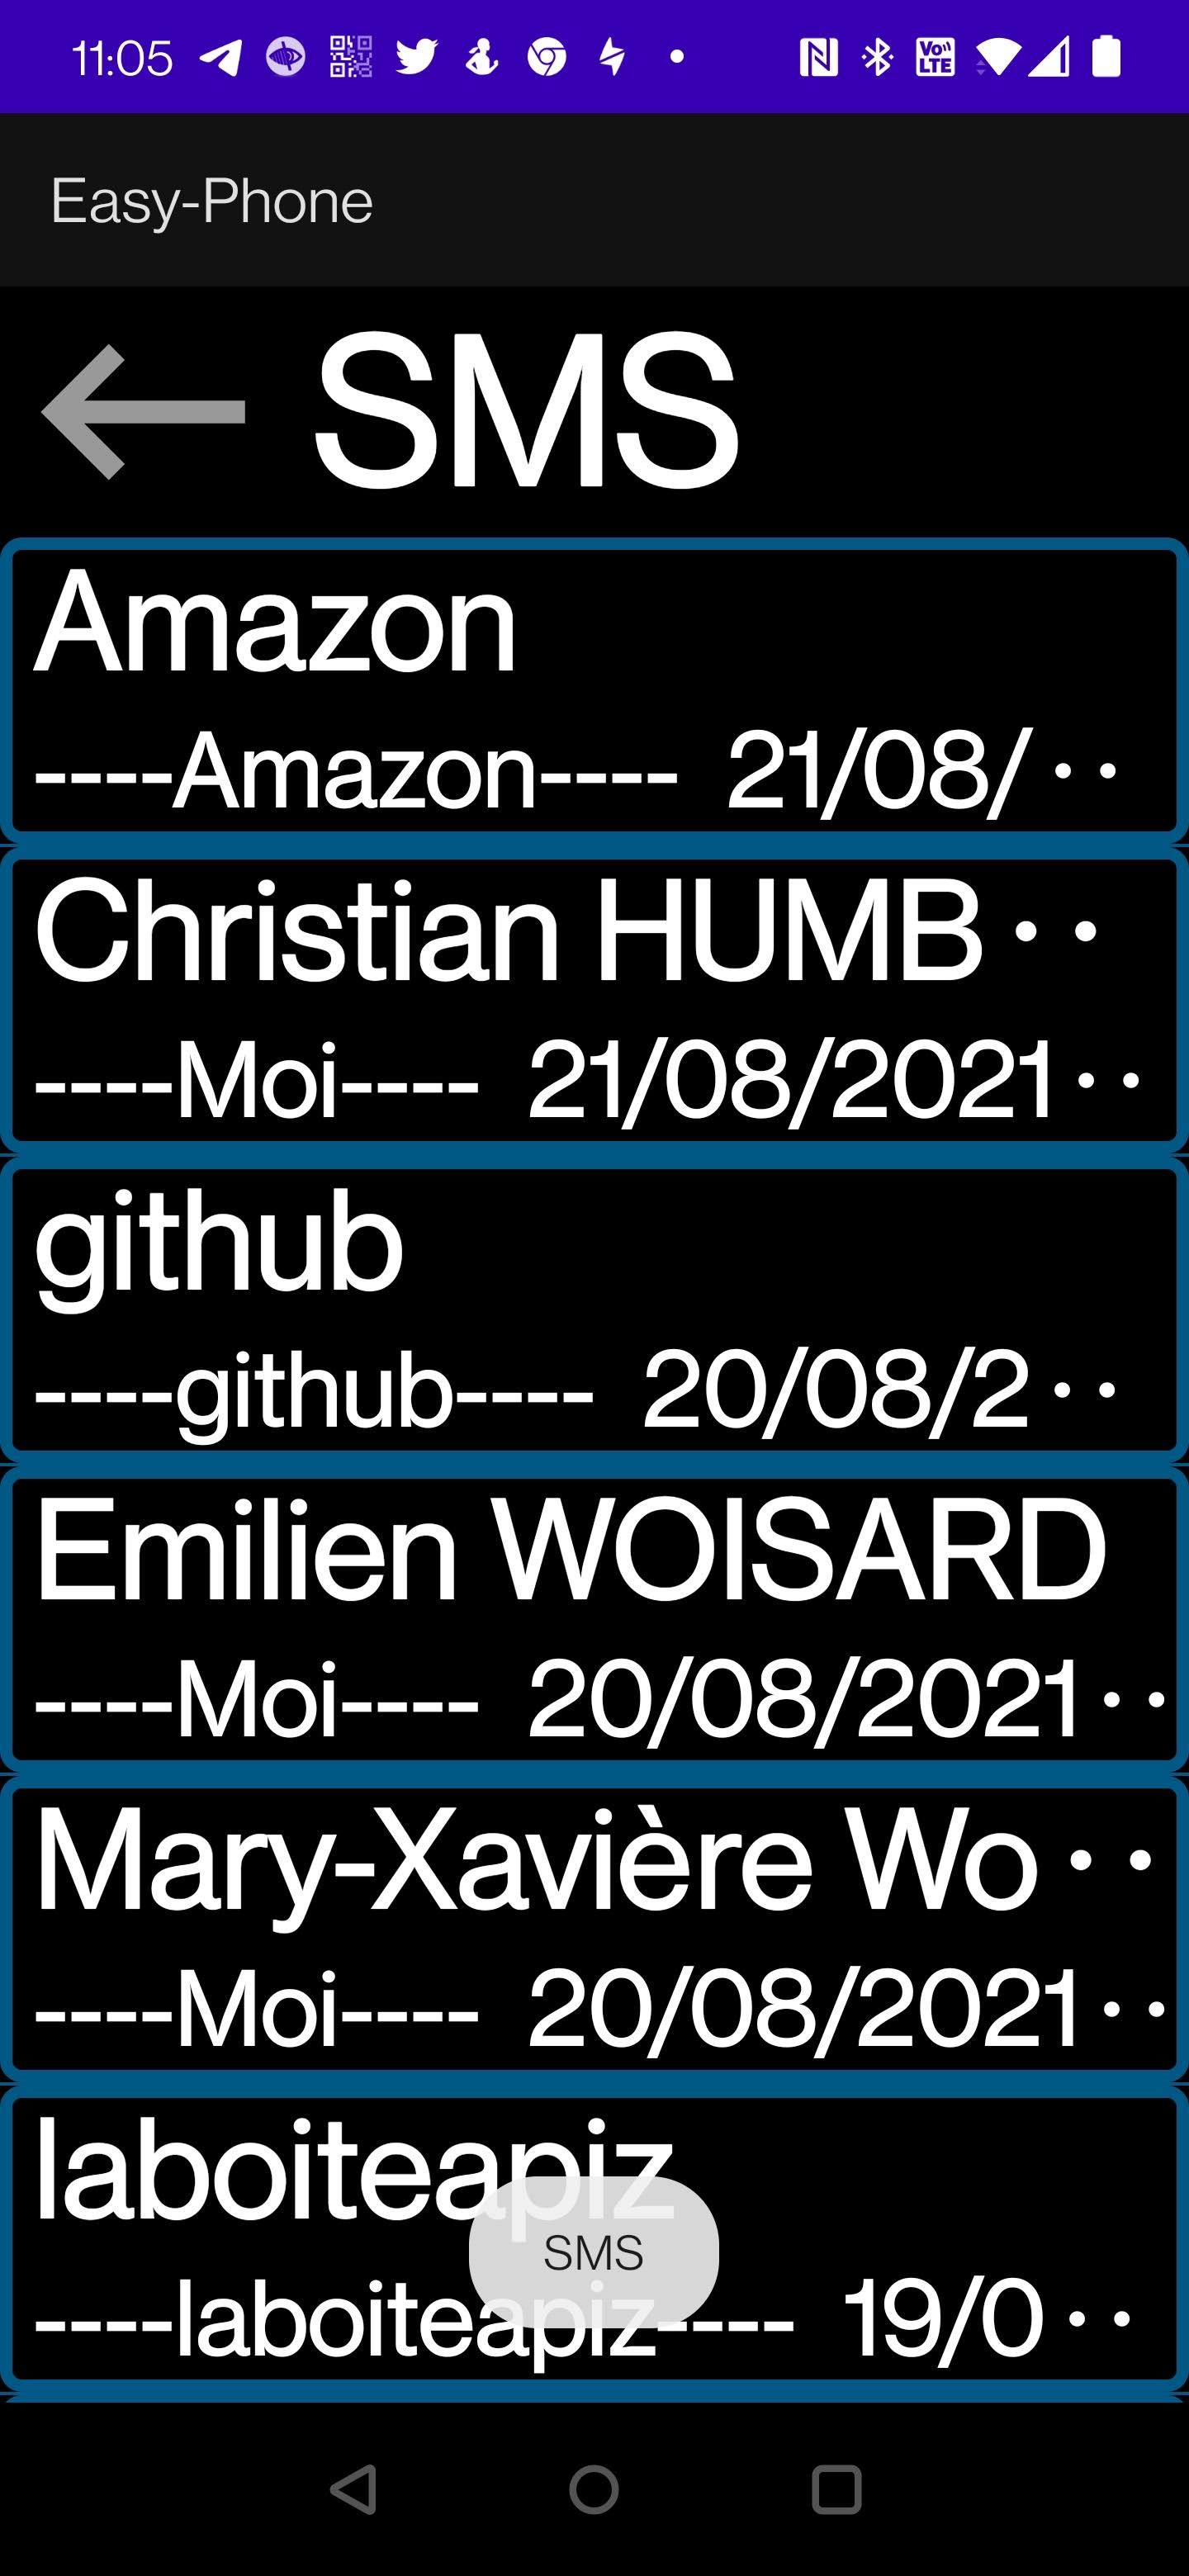 11:05
Easy-Phone
SMS
Amazon
----Amazon---- 21/08/··
Christian HUMB··
----Moi---- 21/08/2021··
github
----github---- 20/08/2··
Emilien WOISARD
----Moi---- 20/08/2021··
Mary-Xavière Wo··
----Moi---- 20/08/2021··
laboiteapiz
SMS
----laboiteapiz---- 19/0··